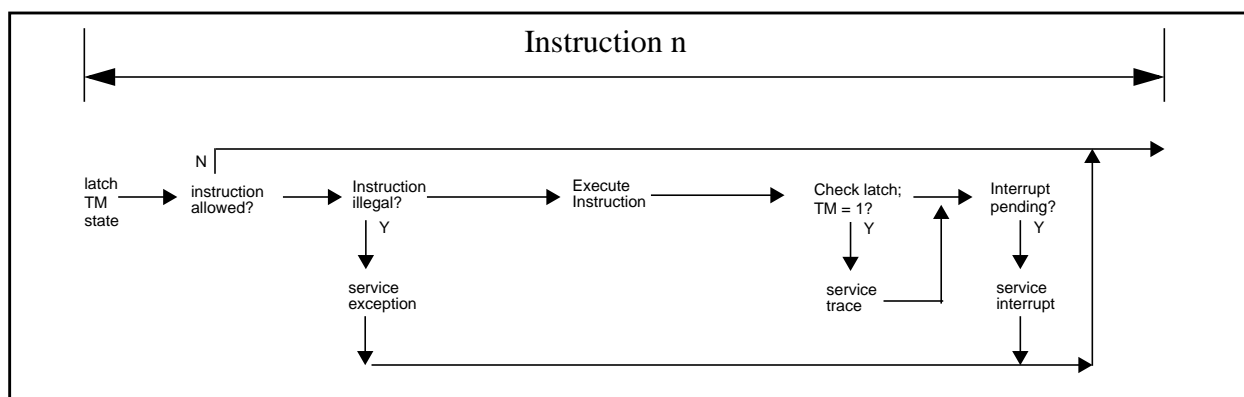 Instruction n
N
latch
TM
state
instruction
allowed?
Instruction
illegal?
Y
service
exception
Execute
Instruction
Check latch;
TM = 1?
Y
service
trace
Interrupt
pending?
Y
service
interrupt